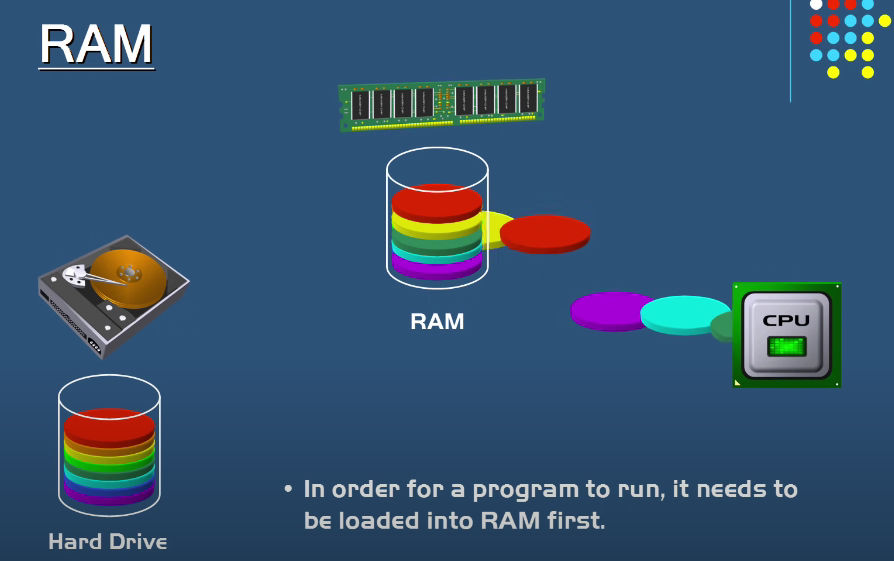 RAM
RAM
CPU
• In order for a program to run, it needs to
be loaded into RAM first.
Hard Drive